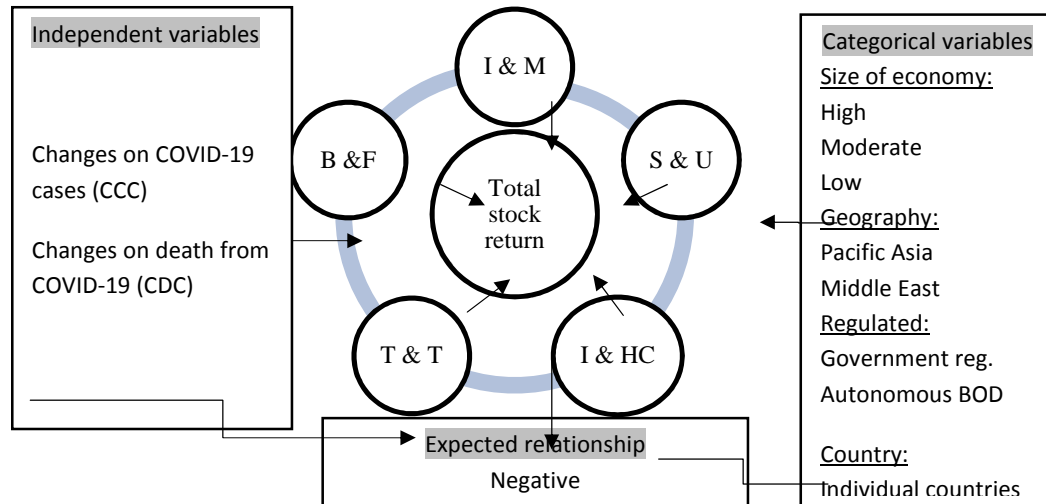 Independent variables
Changes on COVID-19
cases (CCC)
Changes on death from
COVID-19 (CDC)
I & M
B &F
S & U
Total
stock
return
T & T
I & HC
Expected relationship
Negative
Categorical variables
Size of economy:
High
Moderate
Low
Geography:
Pacific Asia
Middle East
Regulated:
Government reg.
Autonomous BOD
Country:
Individual countries